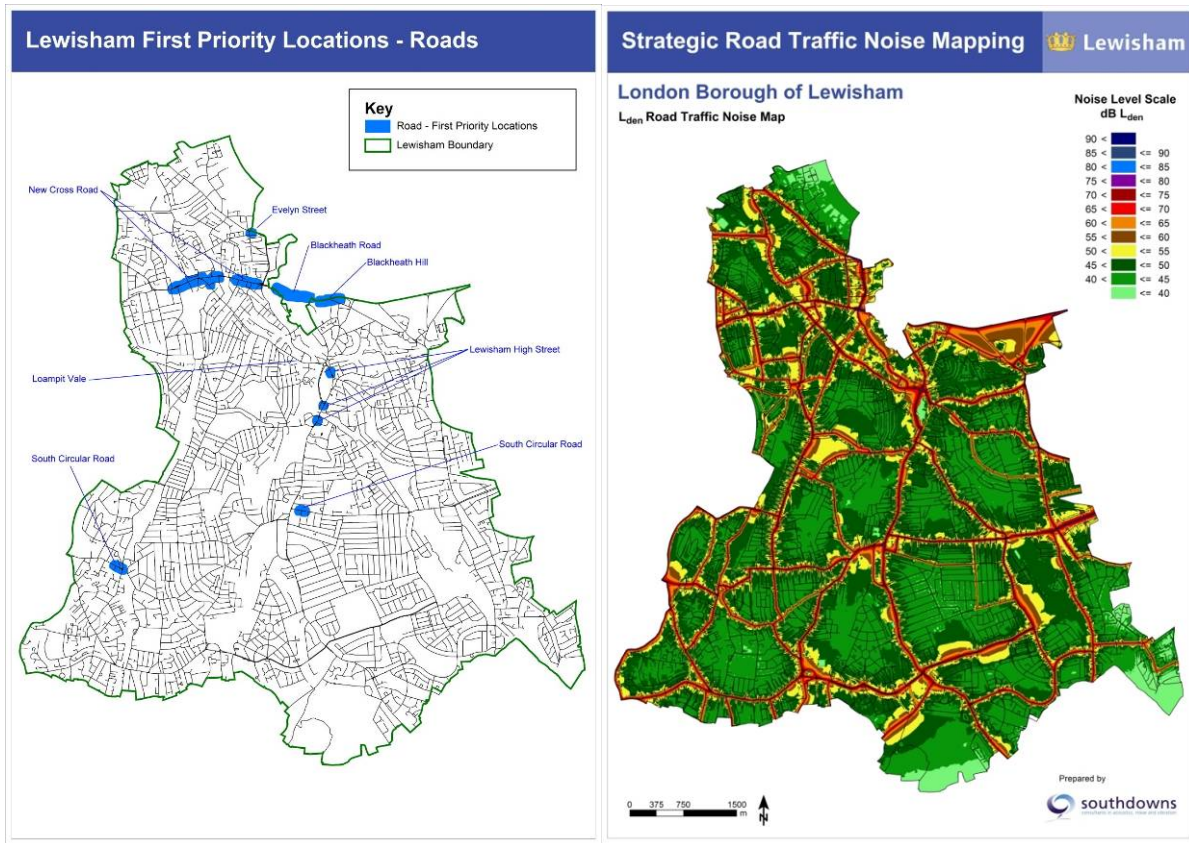 Lewisham First Priority Locations - Roads
Key
Road - First Priority Locations
Lewisham Boundary
New Cross Road
Evelyn Street
Blackheath Road
Blackheath Hill
Lewisham High Street
Loampit Vale
South Circular Road
South Circular Road
Strategic Road Traffic Noise Mapping
Lewisham
London Borough of Lewisham
Lden Road Traffic Noise Map
Noise Level Scale
dB Lden
90 <
85 < <= 90
80 < <= 85
75 < <= 80
70 < <= 75
65 < <= 70
60 < <= 65
55 < <= 60
50 < <= 55
45 < <= 50
40 < <= 45
<= 40
0 375 750 1500
m
N
Prepared by
southdowns